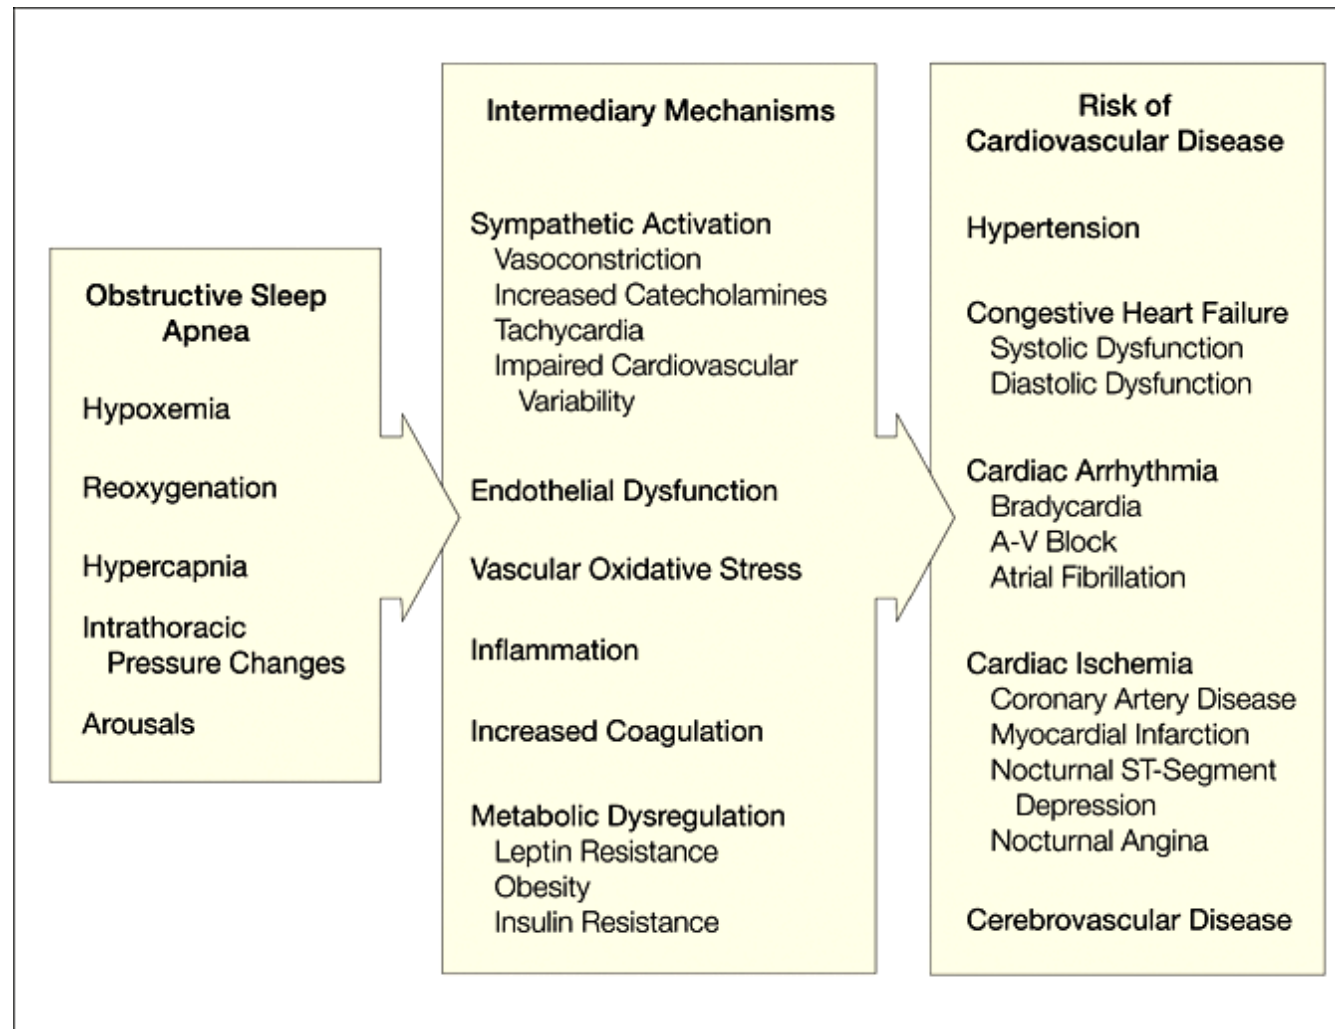 Obstructive Sleep
Apnea
Hypoxemia
Reoxygenation
Hypercapnia
Intrathoracic
Pressure Changes
Arousals
Intermediary Mechanisms
Sympathetic Activation
Vasoconstriction
Increased Catecholamines
Tachycardia
Impaired Cardiovascular
Variability
Endothelial Dysfunction
Vascular Oxidative Stress
Inflammation
Increased Coagulation
Metabolic Dysregulation
Leptin Resistance
Obesity
Insulin Resistance
Risk of
Cardiovascular Disease
Hypertension
Congestive Heart Failure
Systolic Dysfunction
Diastolic Dysfunction
Cardiac Arrhythmia
Bradycardia
A-V Block
Atrial Fibrillation
Cardiac Ischemia
Coronary Artery Disease
Myocardial Infarction
Nocturnal ST-Segment
Depression
Nocturnal Angina
Cerebrovascular Disease